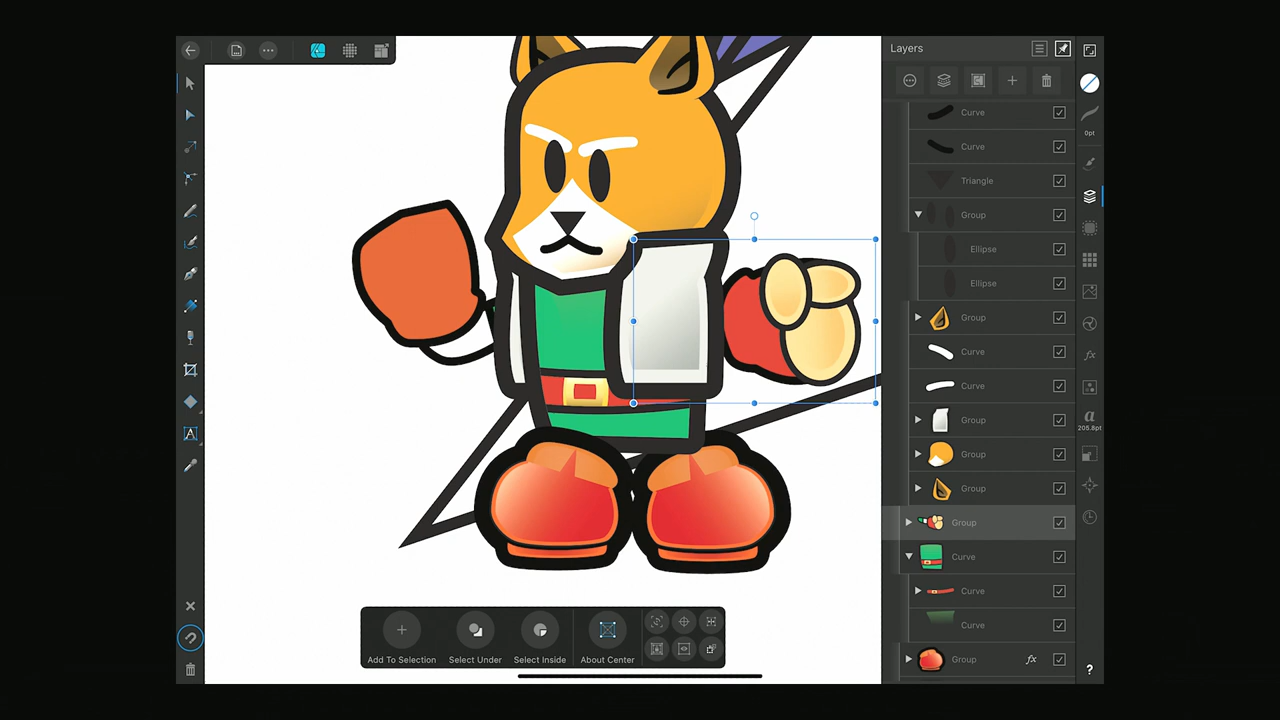 Layers
Curve
Curve
Triangle
Group
Ellipse
Ellipse
Group
Curve
Curve
Group
Group
Group
Group
Curve
Curve
Curve
Group
fx
0pt
fx
a
205.8pt
?
A
Add To Selection
Select Under
Select Inside
About Center